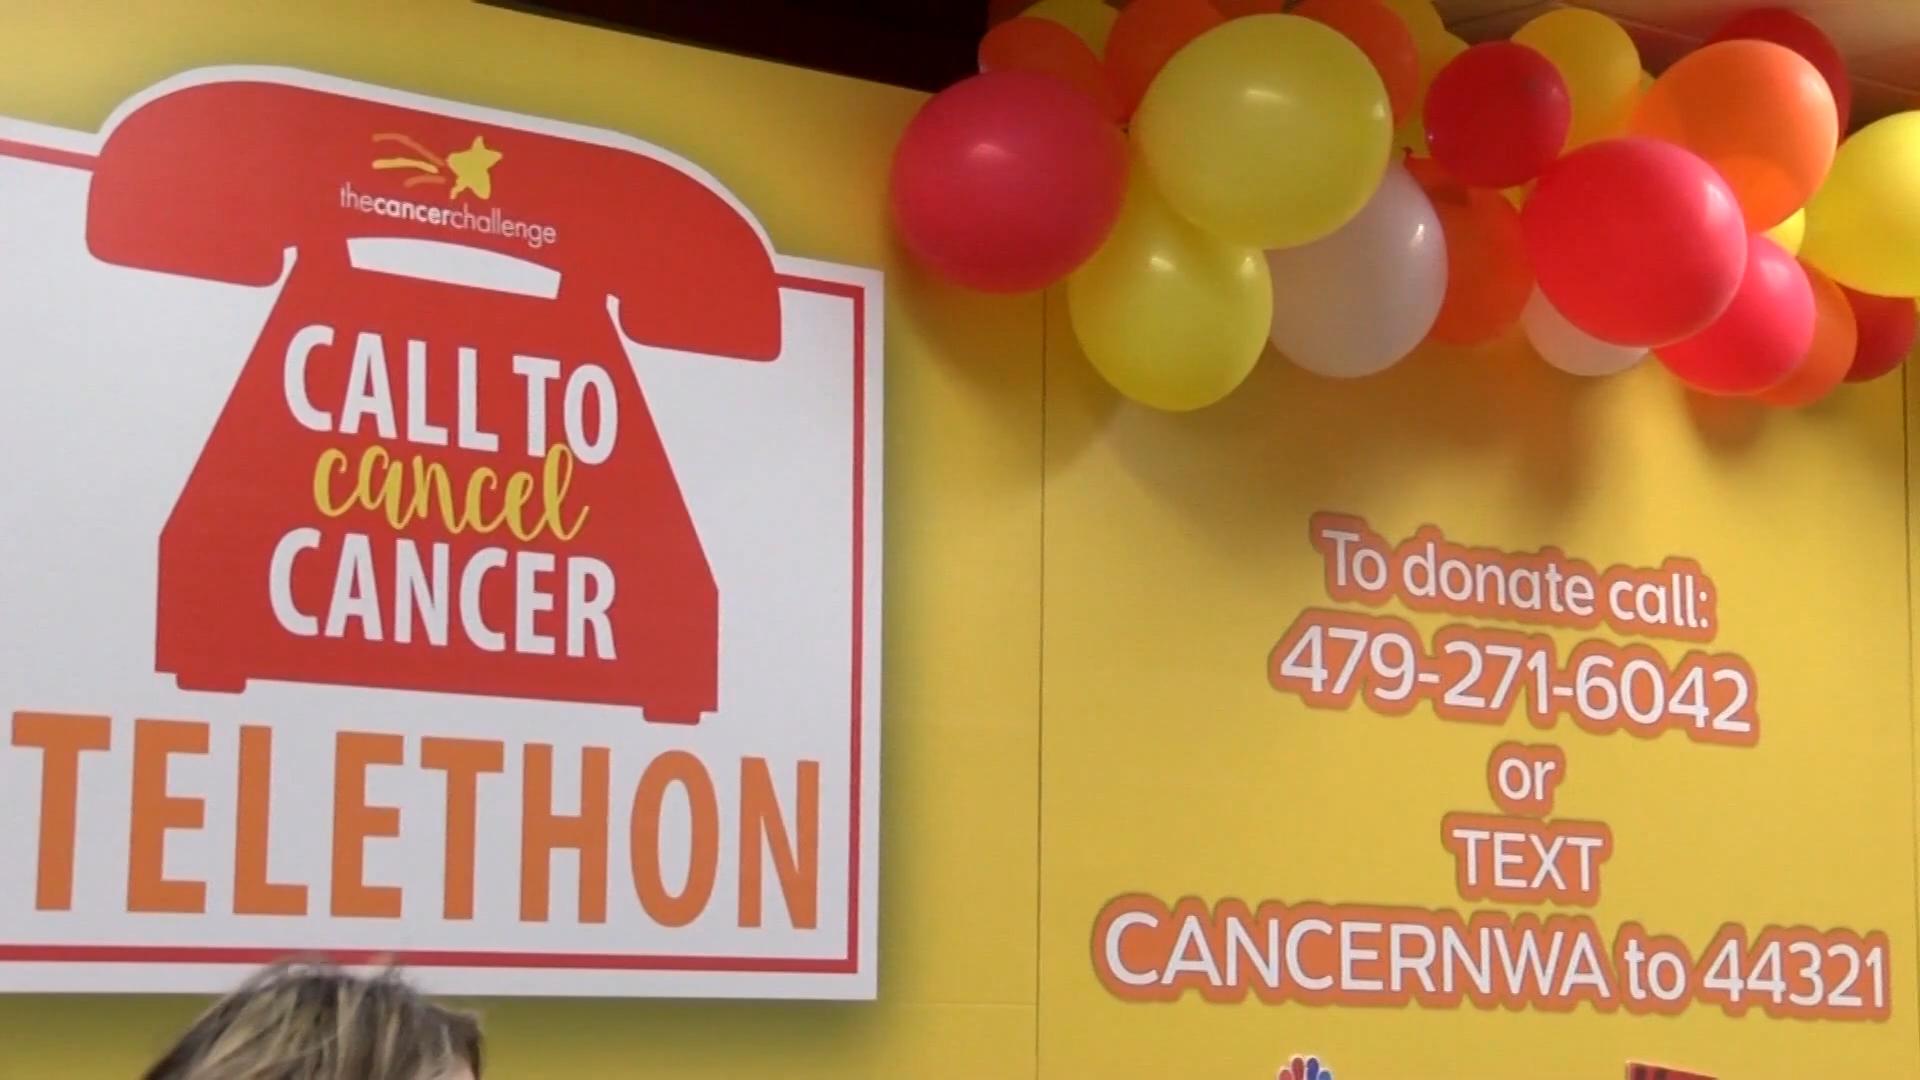 thecancerchallenge
CALL TO
cancel
CANCER
TELETHON
To donate call:
479-271-6042
or
TEXT
CANCERNWA to 44321